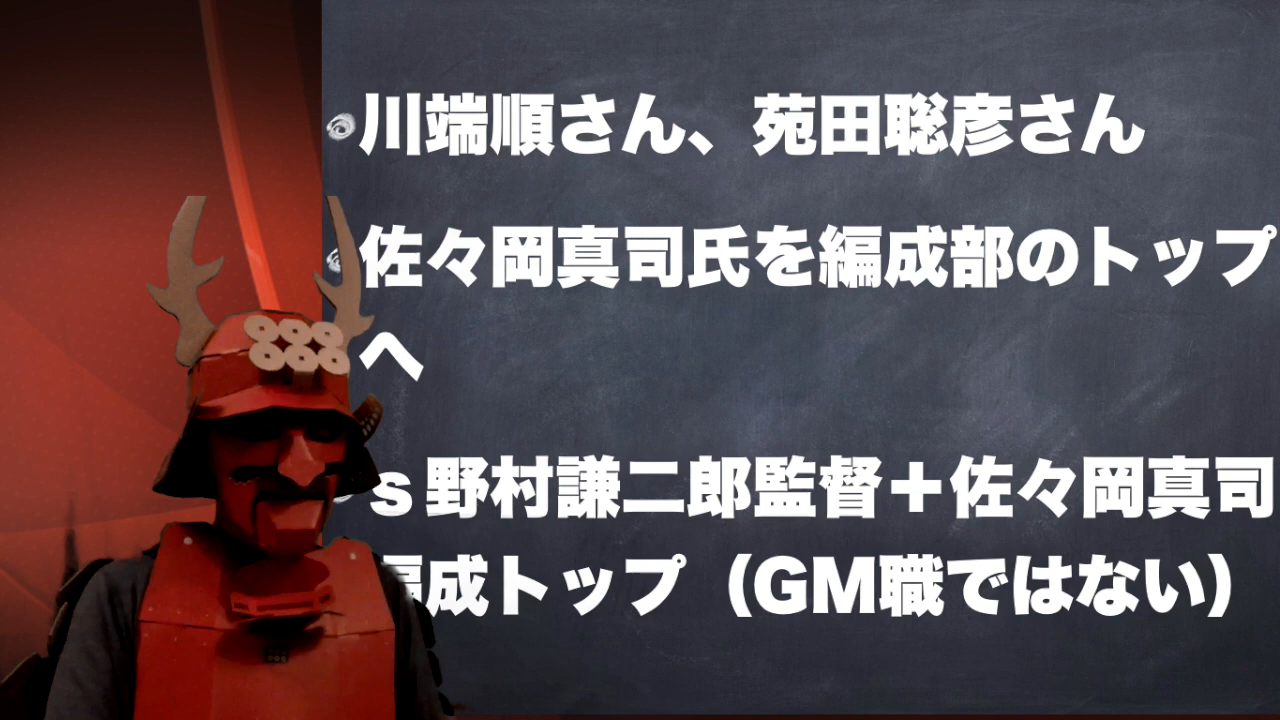 川端順さん、苑田聡彦さん
佐々岡真司氏を編成部のトップ
へ
s野村謙二郎監督＋佐々岡真司
編成トップ（GM職ではない）